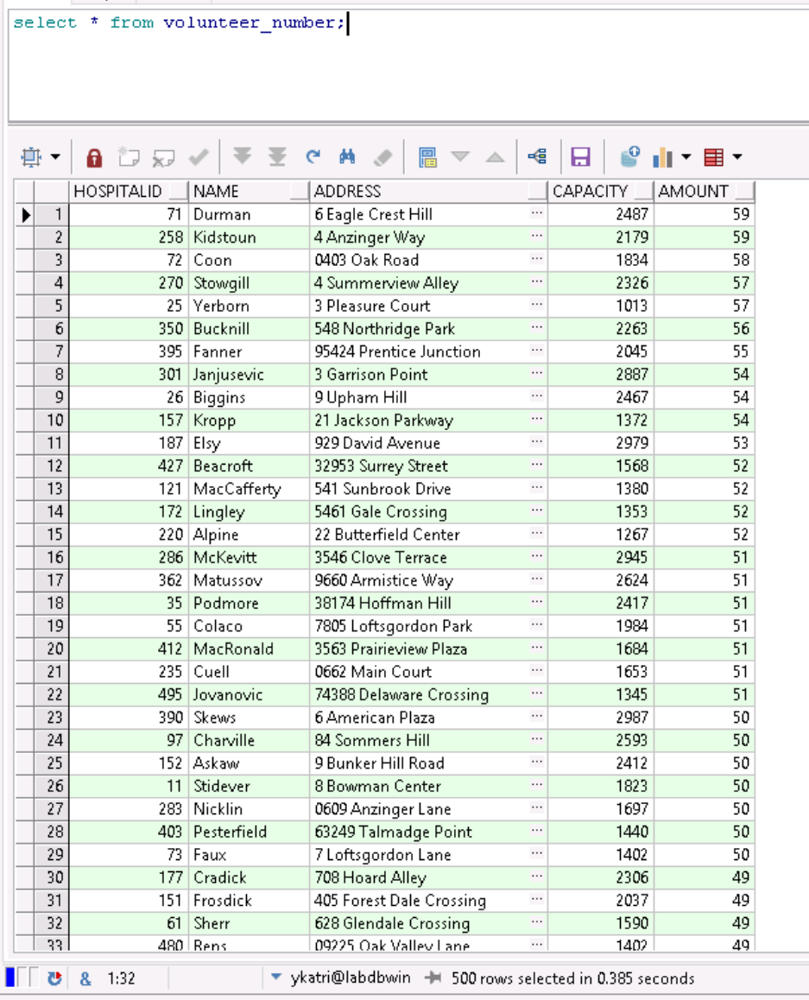 select * from volunteer_number;
HOSPITALID NAME ADDRESS CAPACITY AMOUNT
1 71 Durman 6 Eagle Crest Hill ... 2487 59
2 258 Kidstoun 4 Anzinger Way ... 2179 59
3 72 Coon 0403 Oak Road ... 1834 58
4 270 Stowgill 4 Summerview Alley ... 2326 57
5 25 Yerborn 3 Pleasure Court ... 1013 57
6 350 Bucknill 548 Northridge Park ... 2263 56
7 395 Fanner 95424 Prentice Junction ... 2045 55
8 301 Janjusevic 3 Garrison Point ... 2887 54
9 26 Biggins 9 Upham Hill ... 2467 54
10 157 Kropp 21 Jackson Parkway ... 1372 54
11 187 Elsy 929 David Avenue ... 2979 53
12 427 Beacroft 32953 Surrey Street ... 1568 52
13 121 MacCafferty 541 Sunbrook Drive ... 1380 52
14 172 Lingley 5461 Gale Crossing ... 1353 52
15 220 Alpine 22 Butterfield Center ... 1267 52
16 286 McKevitt 3546 Clove Terrace ... 2945 51
17 362 Matussov 9660 Armistice Way ... 2624 51
18 35 Podmore 38174 Hoffman Hill ... 2417 51
19 55 Colaco 7805 Loftsgordon Park ... 1984 51
20 412 MacRonald 3563 Prairieview Plaza ... 1684 51
21 235 Cuell 0662 Main Court ... 1653 51
22 495 Jovanovic 74388 Delaware Crossing ... 1345 51
23 390 Skews 6 American Plaza ... 2987 50
24 97 Charville 84 Sommers Hill ... 2593 50
25 152 Askaw 9 Bunker Hill Road ... 2412 50
26 11 Stidever 8 Bowman Center ... 1823 50
27 283 Nicklin 0609 Anzinger Lane ... 1697 50
28 403 Pesterfield 63249 Talmadge Point ... 1440 50
29 73 Faux 7 Loftsgordon Lane ... 1402 50
30 177 Cradick 708 Hoard Alley ... 2306 49
31 151 Frosdick 405 Forest Dale Crossing ... 2037 49
32 61 Sherr 628 Glendale Crossing ... 1590 49
33 480 Rens 09225 Oak Valley Lane ... 1402 49
& 1:32 ykatri@labdbwin 500 rows selected in 0.385 seconds